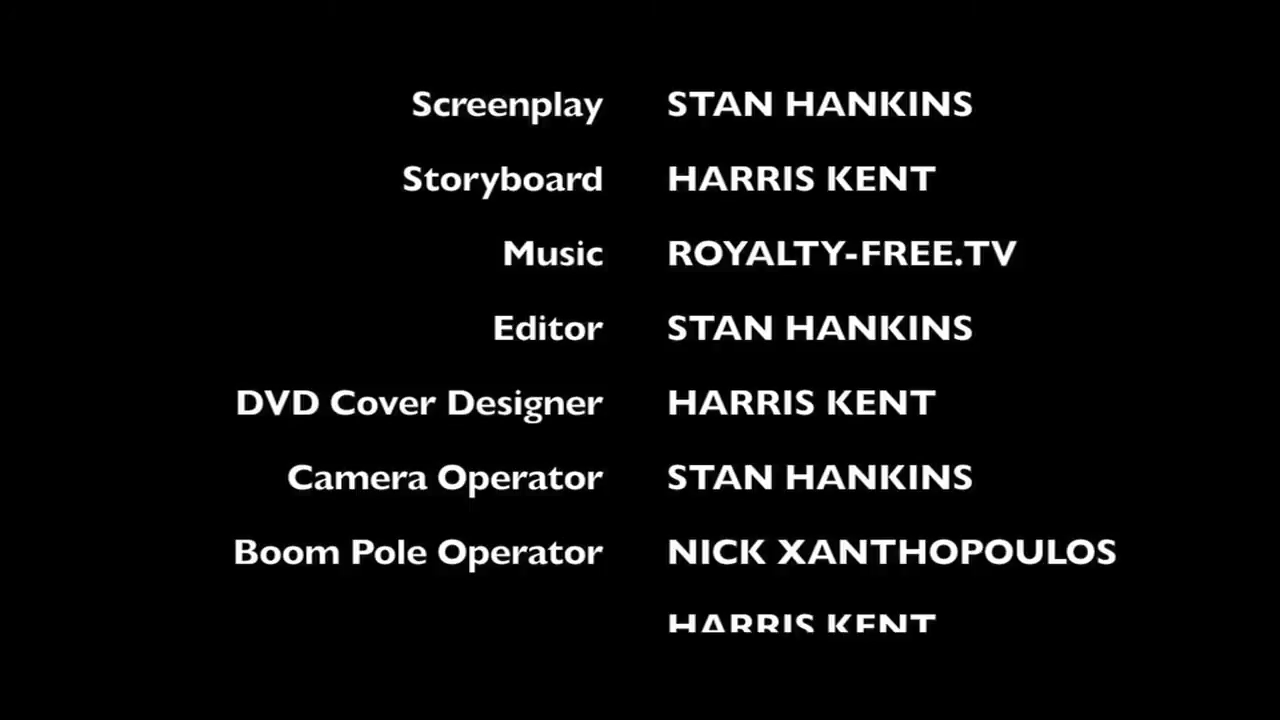 Screenplay STAN HANKINS
Storyboard HARRIS KENT
Music ROYALTY-FREE.TV
Editor STAN HANKINS
DVD Cover Designer HARRIS KENT
Camera Operator STAN HANKINS
Boom Pole Operator NICK XANTHOPOULOS
HARRIS KENT